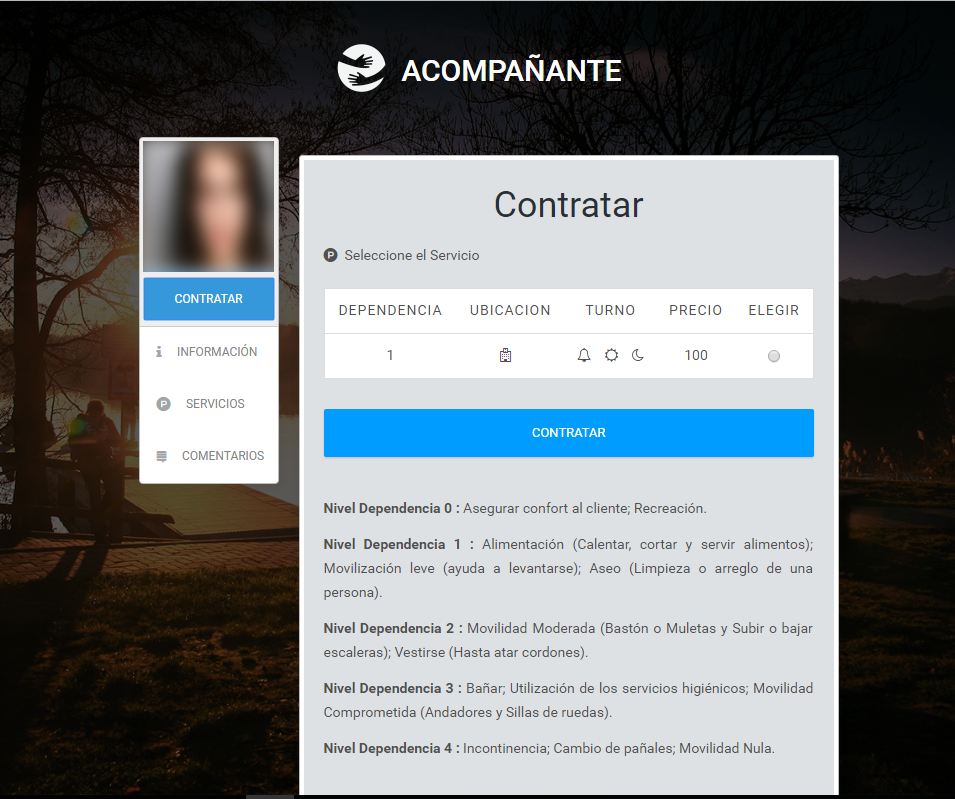 ACOMPAÑANTE
CONTRATAR
INFORMACIÓN
SERVICIOS
COMENTARIOS
Contratar
Seleccione el Servicio
DEPENDENCIA UBICACION TURNO PRECIO ELEGIR
1 100
CONTRATAR
Nivel Dependencia 0 : Asegurar confort al cliente; Recreación.
Nivel Dependencia 1 : Alimentación (Calentar, cortar y servir alimentos);
Movilización leve (ayuda a levantarse); Aseo (Limpieza o arreglo de una
persona).
Nivel Dependencia 2 : Movilidad Moderada (Bastón o Muletas y Subir o bajar
escaleras); Vestirse (Hasta atar cordones).
Nivel Dependencia 3 : Bañar; Utilización de los servicios higiénicos; Movilidad
Comprometida (Andadores y Sillas de ruedas).
Nivel Dependencia 4 : Incontinencia; Cambio de pañales; Movilidad Nula.